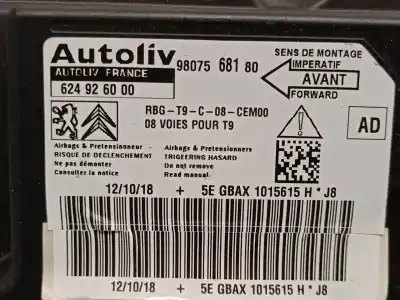 Autoliv
AUTOLIV FRANCE
624 92 60 00
98075 681 80
SENS DE MONTAGE
IMPERATIF
AVANT
FORWARD
RBG-T9-C-08-CEM00
08 VOIES POUR T9
AD
Airbags & Pretensionneur
RISQUE DE DECLENCHEMENT
Ne pas démonter
Consulter la notice
Airbags & Pretensionners
TRIGEERING HASARD
Do not remove
Read manual
12/10/18 + 5E GBAX 1015615 H * J8
12/10/18 + 5E GBAX 1015615 H * J8